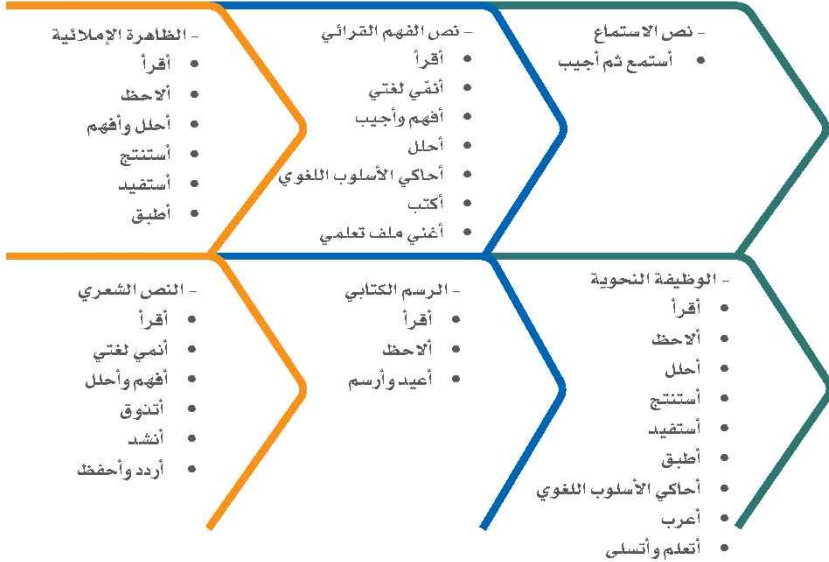 - نص الاستماع
• أستمع ثم أجيب
- نص الفهم القرائي
• أقرأ
• أنمّي لغتي
• أفهم وأجيب
• أحلل
• أحاكي الأسلوب اللغوي
• أكتب
• أغني ملف تعلمي
- الظاهرة الإملائية
• أقرأ
• ألاحظ
• أحلل وأفهم
• أستنتج
• أستفيد
• أطبق
- الوظيفة النحوية
• أقرأ
• ألاحظ
• أحلل
• أستنتج
• أستفيد
• أطبق
• أحاكي الأسلوب اللغوي
• أعرب
• أتعلم وأتسلى
- الرسم الكتابي
• أقرأ
• ألاحظ
• أعيد وأرسم
- النص الشعري
• أقرأ
• أنمي لغتي
• أفهم وأحلل
• أتذوق
• أنشد
• أردد وأحفظ